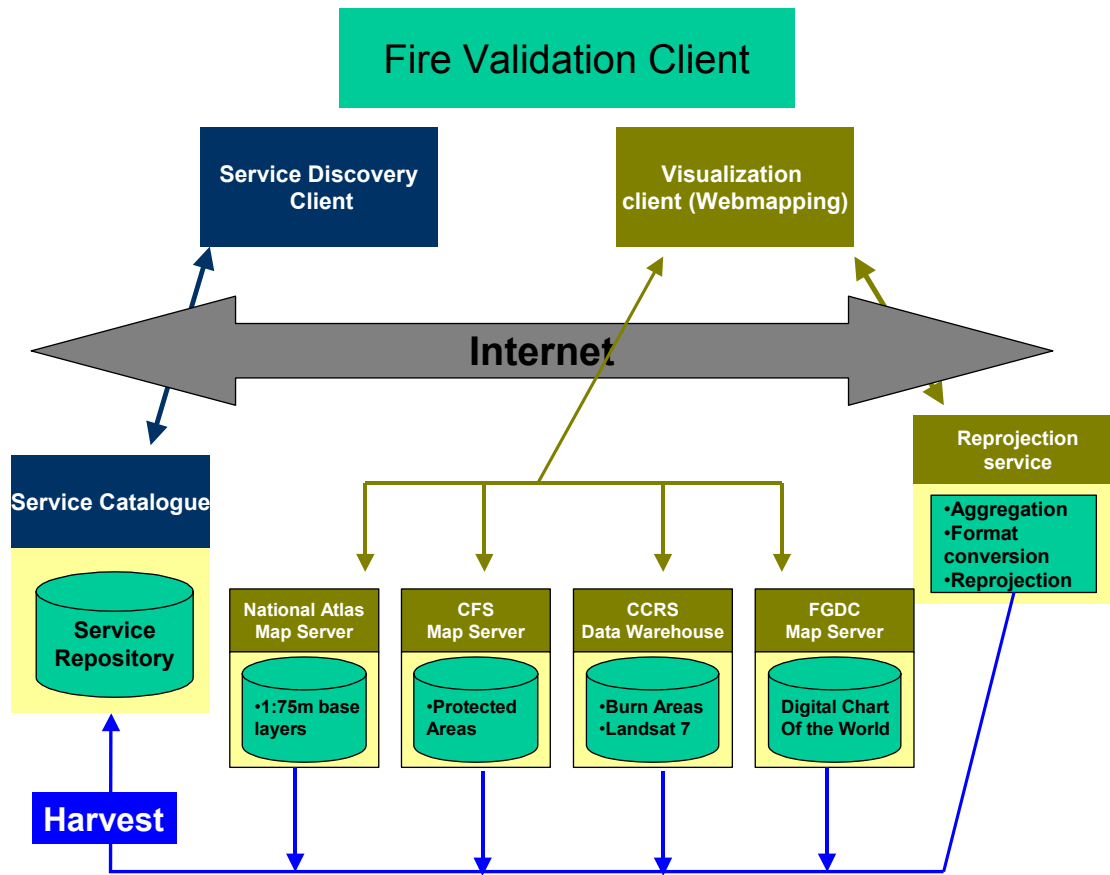 Fire Validation Client
Service Discovery
Client
Visualization
client (Webmapping)
Internet
Service Catalogue
Service
Repository
Reprojection
service
•Aggregation
•Format
conversion
•Reprojection
National Atlas
Map Server
•1:75m base
layers
CFS
Map Server
•Protected
Areas
CCRS
Data Warehouse
•Burn Areas
•Landsat 7
FGDC
Map Server
Digital Chart
Of the World
Harvest